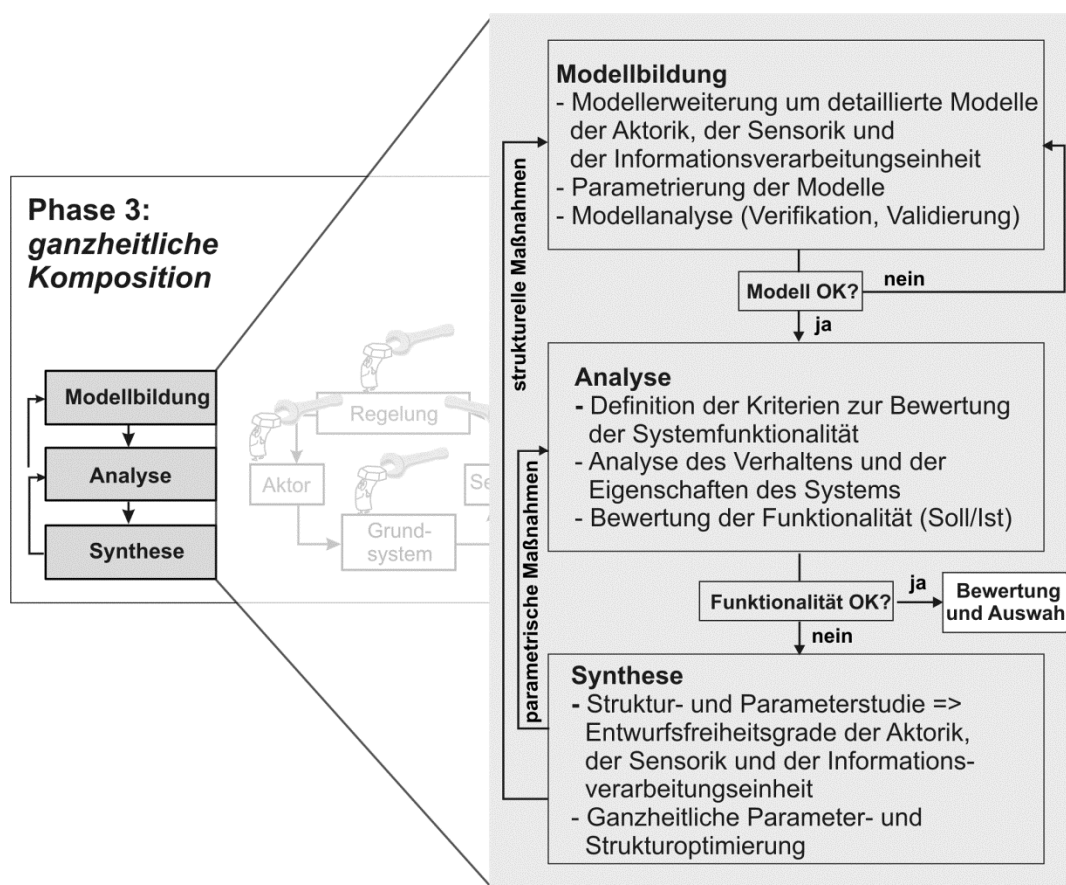 Phase 3:
ganzheitliche
Komposition
Modellbildung
Analyse
Synthese
Regelung
Aktor
Grund-
system
Se
strukturelle Maßnahmen
parametrische Maßnahmen
Modellbildung
- Modellerweiterung um detaillierte Modelle
der Aktorik, der Sensorik und
der Informationsverarbeitungseinheit
- Parametrierung der Modelle
- Modellanalyse (Verifikation, Validierung)
Modell OK?
nein
ja
Analyse
- Definition der Kriterien zur Bewertung
der Systemfunktionalität
- Analyse des Verhaltens und der
Eigenschaften des Systems
- Bewertung der Funktionalität (Soll/Ist)
Funktionalität OK?
ja
Bewertung
und Auswah
nein
Synthese
- Struktur- und Parameterstudie =>
Entwurfsfreiheitsgrade der Aktorik,
der Sensorik und der Informations-
verarbeitungseinheit
- Ganzheitliche Parameter- und
Strukturoptimierung